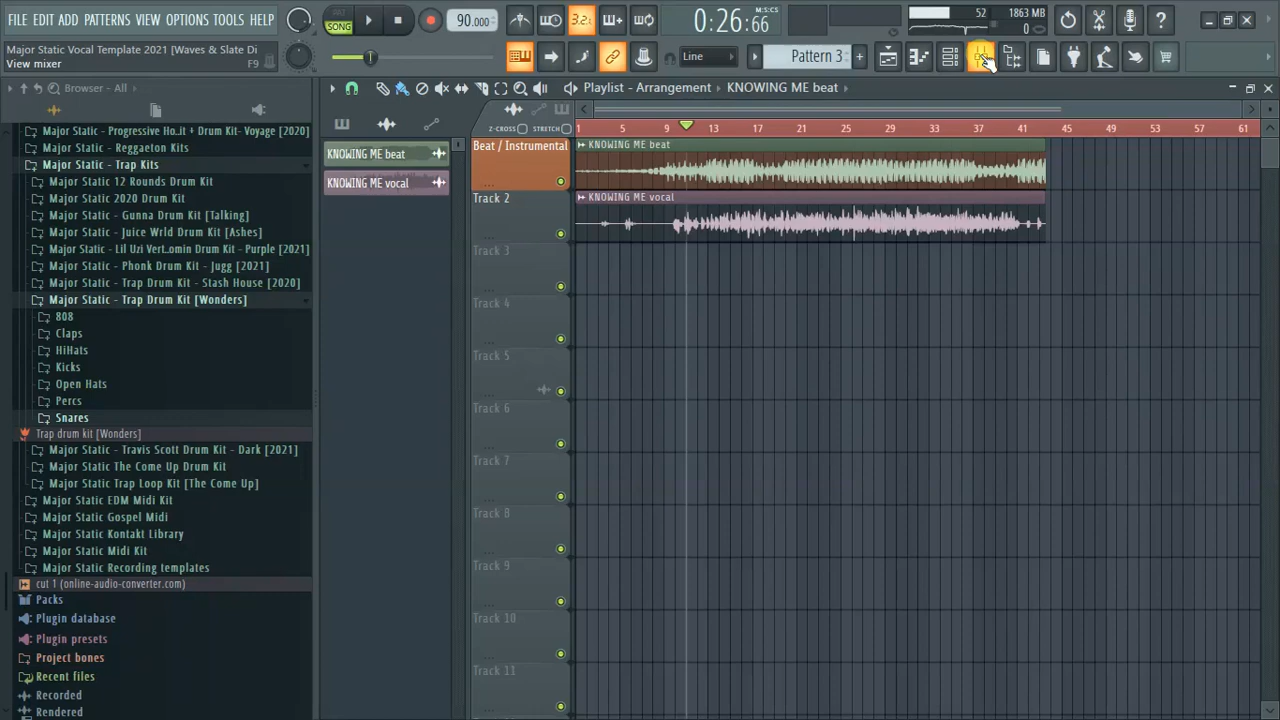 FILE EDIT ADD PATTERNS VIEW OPTIONS TOOLS HELP
PAT
SONG
90.000
3.2
0:26:66
M:S:CS
52
1863 MB
0
Major Static Vocal Template 2021 [Waves & Slate Di
View mixer
F9
Line
Pattern 3
Browser - All
Playlist - Arrangement
KNOWING ME beat
Z-CROSS
STRETCH
1 5 9 13 17 21 25 29 33 37 41 45 49 53 57 61
Major Static - Progressive Ho..it + Drum Kit- Voyage [2020]
Major Static - Reggaeton Kits
Major Static - Trap Kits
Major Static 12 Rounds Drum Kit
Major Static 2020 Drum Kit
Major Static - Gunna Drum Kit [Talking]
Major Static - Juice Wrld Drum Kit [Ashes]
Major Static - Lil Uzi Vert..omin Drum Kit - Purple [2021]
Major Static - Phonk Drum Kit - Jugg [2021]
Major Static - Trap Drum Kit - Stash House [2020]
Major Static - Trap Drum Kit [Wonders]
808
Claps
HiHats
Kicks
Open Hats
Percs
Snares
Trap drum kit [Wonders]
Major Static - Travis Scott Drum Kit - Dark [2021]
Major Static The Come Up Drum Kit
Major Static Trap Loop Kit [The Come Up]
Major Static EDM Midi Kit
Major Static Gospel Midi
Major Static Kontakt Library
Major Static Midi Kit
Major Static Recording templates
cut 1 (online-audio-converter.com)
Packs
Plugin database
Plugin presets
Project bones
Recent files
Recorded
Rendered
KNOWING ME beat
KNOWING ME vocal
Beat / Instrumental
KNOWING ME beat
Track 2
KNOWING ME vocal
Track 3
Track 4
Track 5
Track 6
Track 7
Track 8
Track 9
Track 10
Track 11